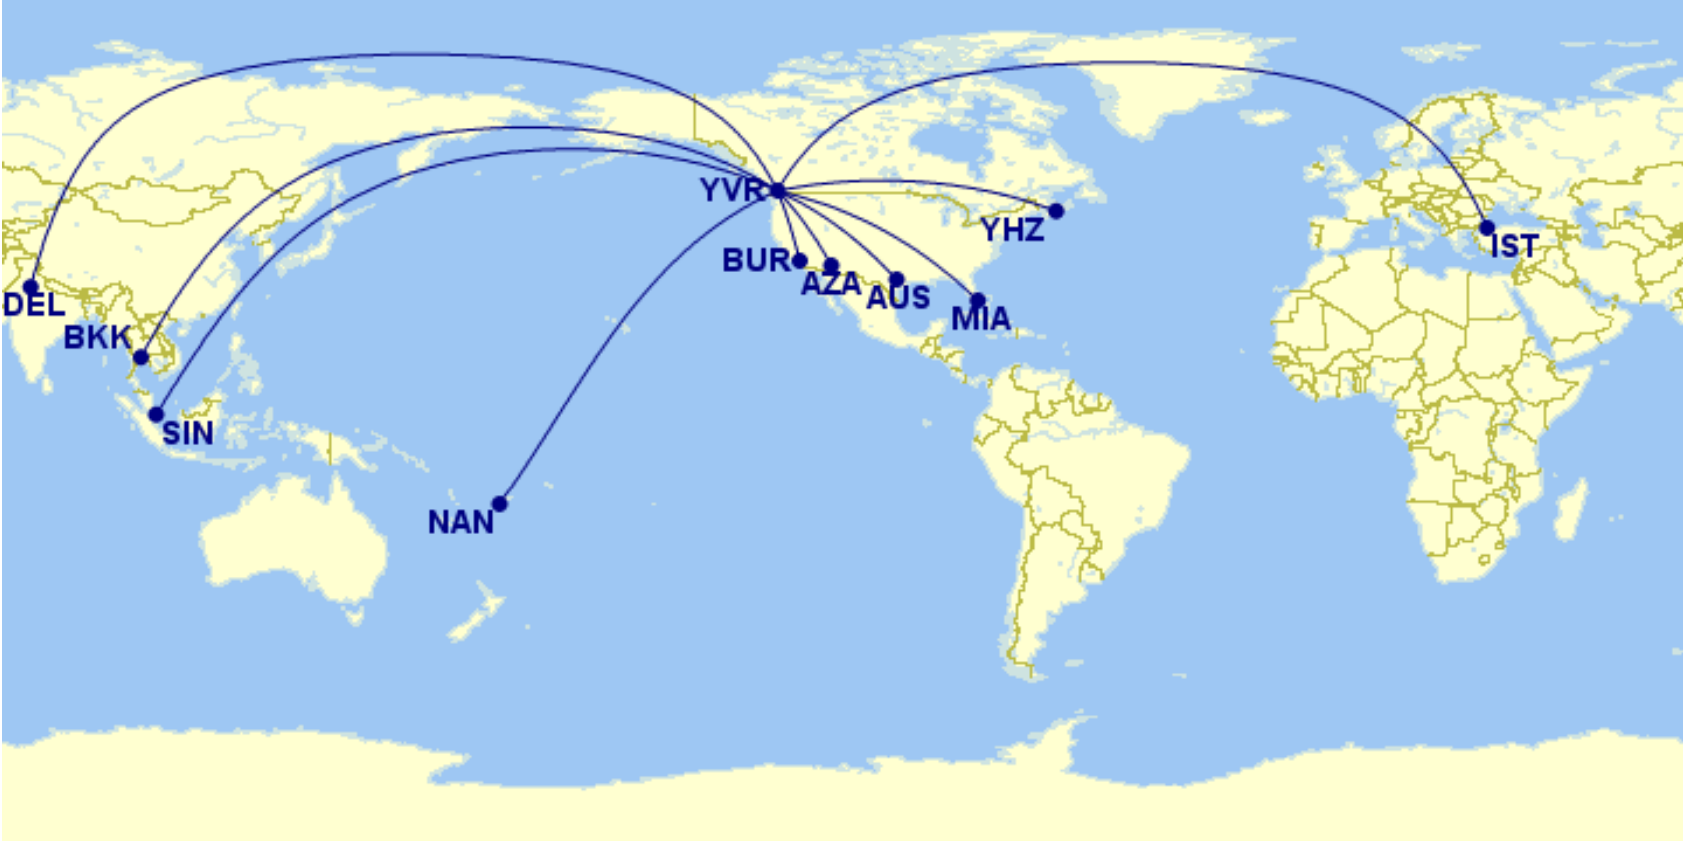 YVR
YHZ
IST
BUR
AZA
AUS
MIA
DEL
BKK
SIN
NAN